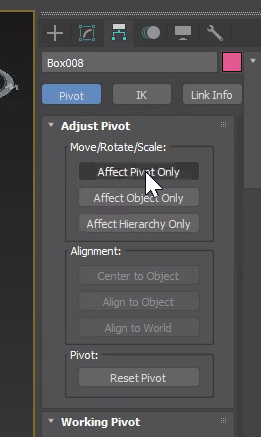 Box008
Pivot
IK
Link Info
Adjust Pivot
Move/Rotate/Scale:
Affect Pivot Only
Affect Object Only
Affect Hierarchy Only
Alignment:
Center to Object
Align to Object
Align to World
Pivot:
Reset Pivot
Working Pivot